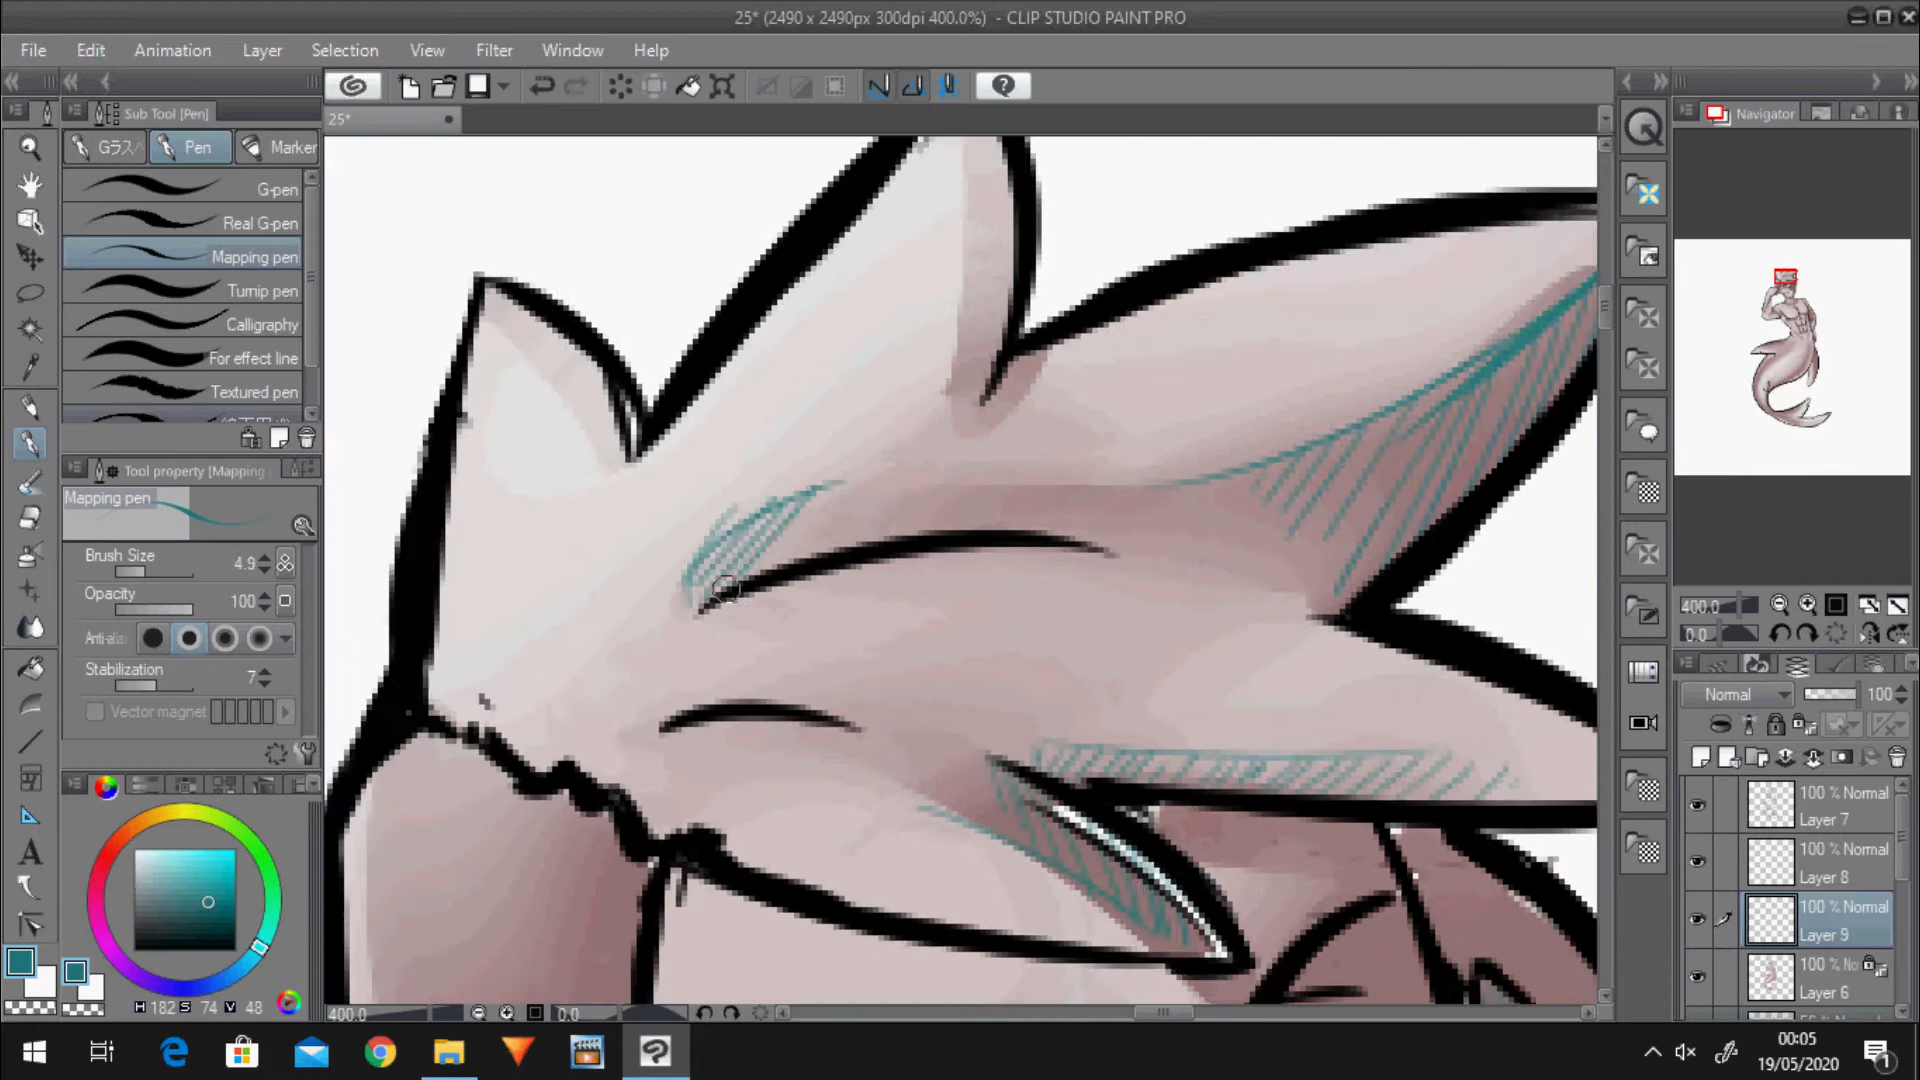 25* (2490 x 2490px 300dpi 400.0%) - CLIP STUDIO PAINT PRO
File Edit Animation Layer Selection View Filter Window Help
Sub Tool [Pen]
25*
Navigator
Pen
Marker
G-pen
Real G-pen
Mapping pen
Turnip pen
Calligraphy
For effect line
Textured pen
Tool property [Mapping
Mapping pen
Brush Size 4.9
Opacity 100
Anti-alia
Stabilization 7
Vector magnet
400.0
0.0
Normal 100
100 % Normal
Layer 7
100 % Normal
Layer 8
100 % Normal
Layer 9
100 % No
Layer 6
H 182 S 74 V 48
400.0 0.0
00:05
19/05/2020
1